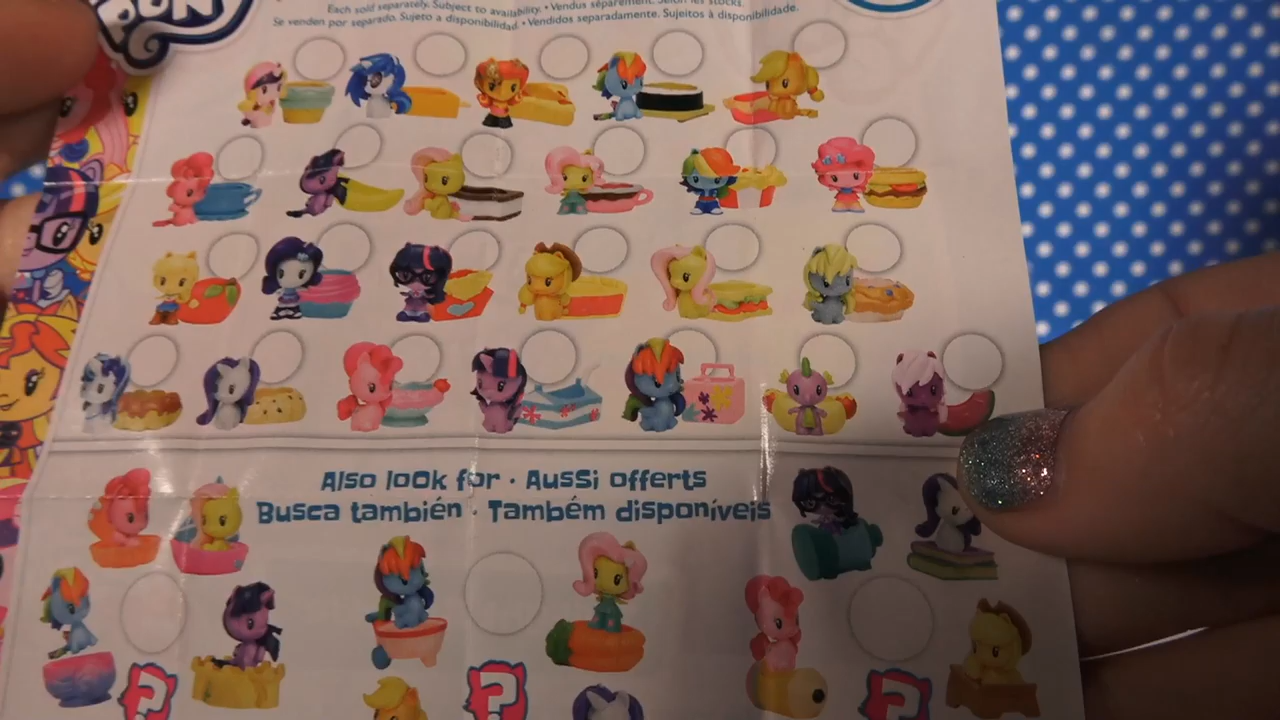 PONY
Each sold separately. Subject to availability. • Vendus séparément. Selon les stocks.
Se venden por separado. Sujeto a disponibilidad. • Vendidos separadamente. Sujeitos à disponibilidade.
Also look for · Aussi offerts
Busca también · Também disponíveis
?
?
?